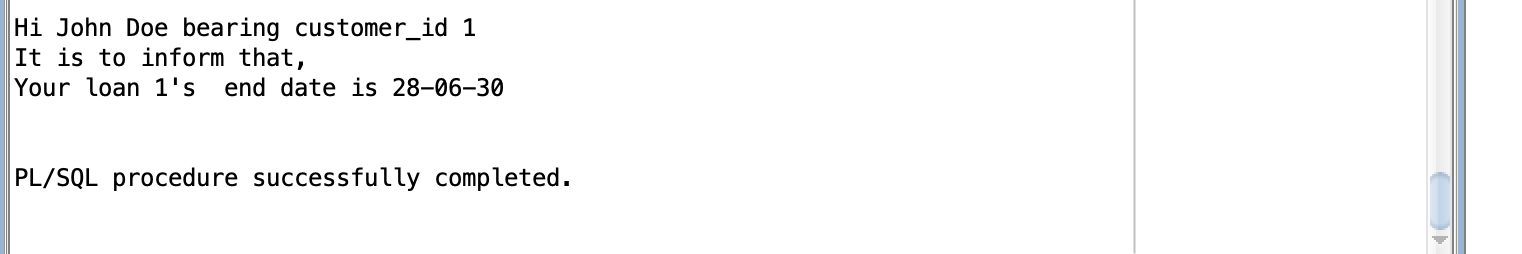 Hi John Doe bearing customer_id 1
It is to inform that,
Your loan 1's  end date is 28-06-30
PL/SQL procedure successfully completed.